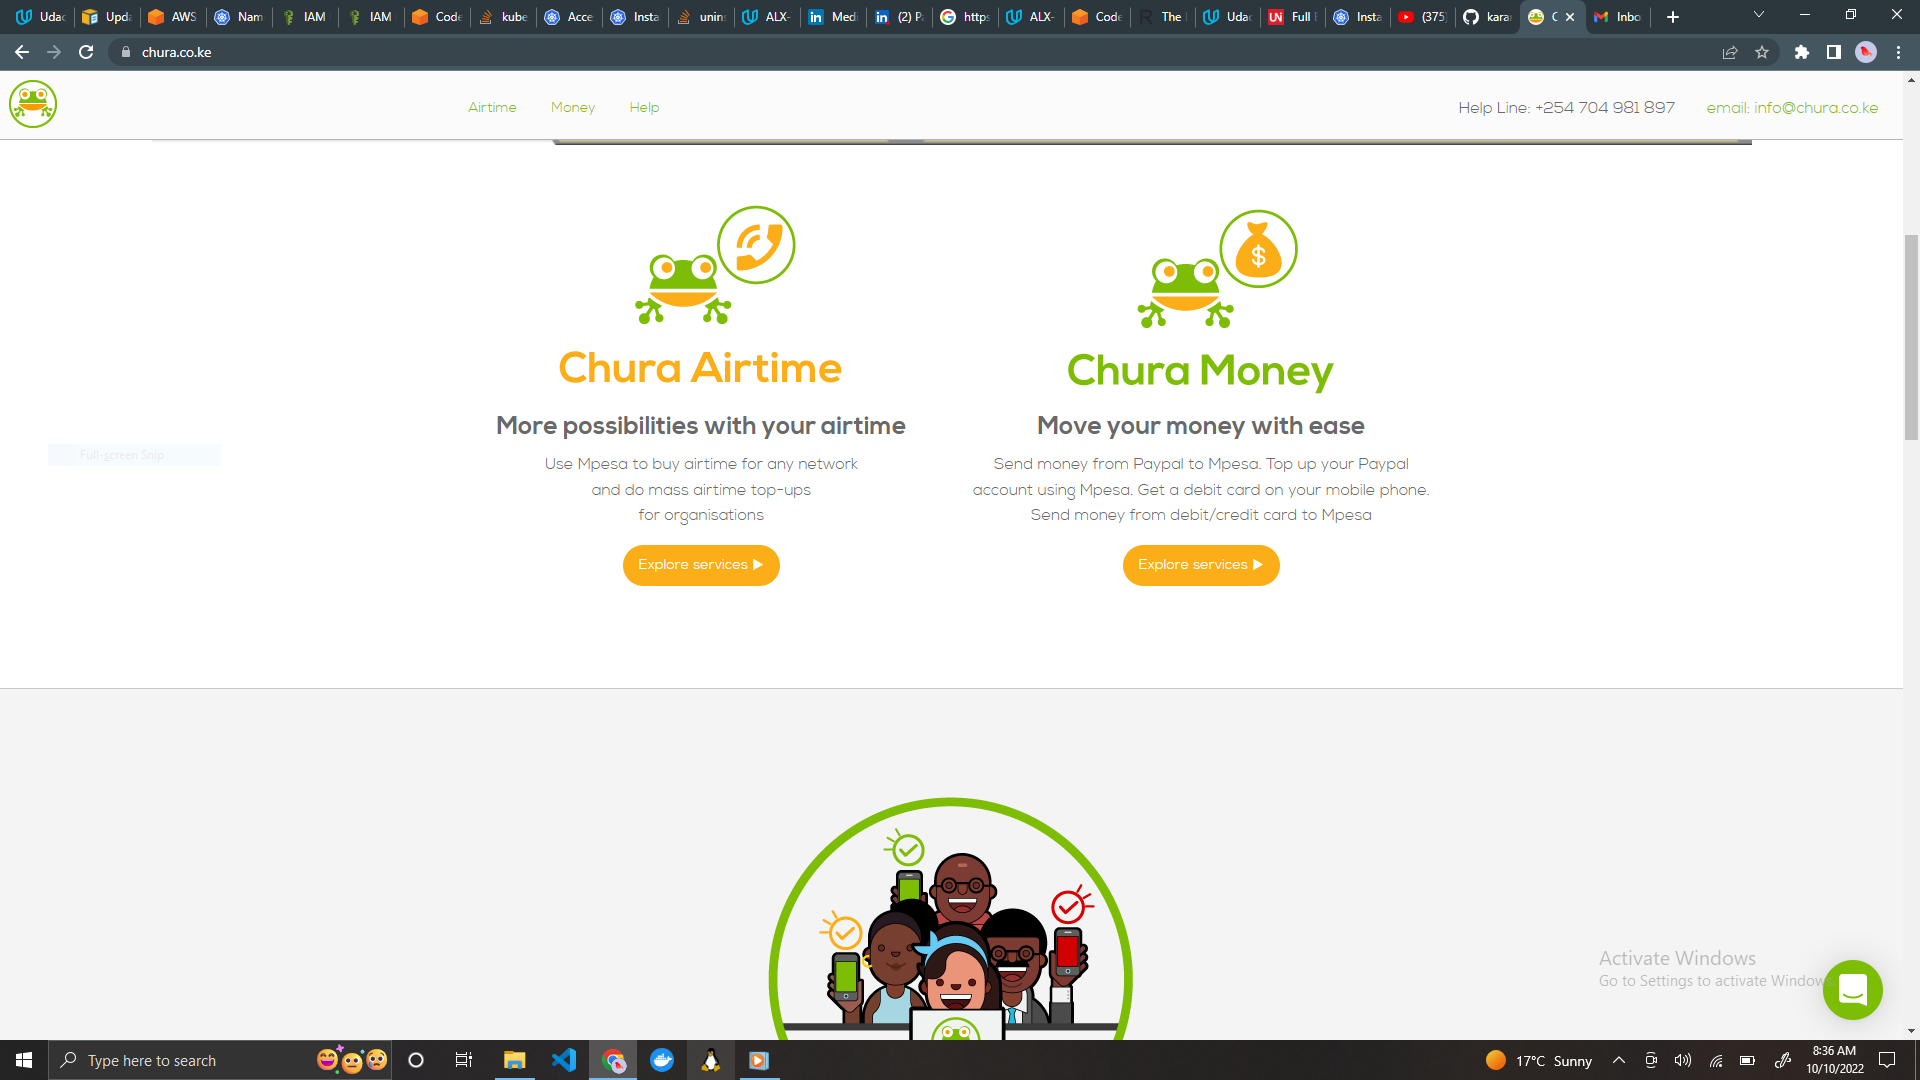 Udac
Upda
AWS
Nam
IAM
IAM
Code
kube
Acce
Insta
unins
ALX-
Medi
(2) Pa
https
ALX-
Code
The
Udac
Full
Insta
(375)
karan
C
Inbo
chura.co.ke
Airtime
Money
Help
Help Line: +254 704 981 897
email: info@chura.co.ke
Chura Airtime
More possibilities with your airtime
Use Mpesa to buy airtime for any network
and do mass airtime top-ups
for organisations
Explore services
Chura Money
Move your money with ease
Send money from Paypal to Mpesa. Top up your Paypal
account using Mpesa. Get a debit card on your mobile phone.
Send money from debit/credit card to Mpesa
Explore services
Full-screen Snip
Activate Windows
Go to Settings to activate Windows.
Type here to search
17°C Sunny
8:36 AM
10/10/2022